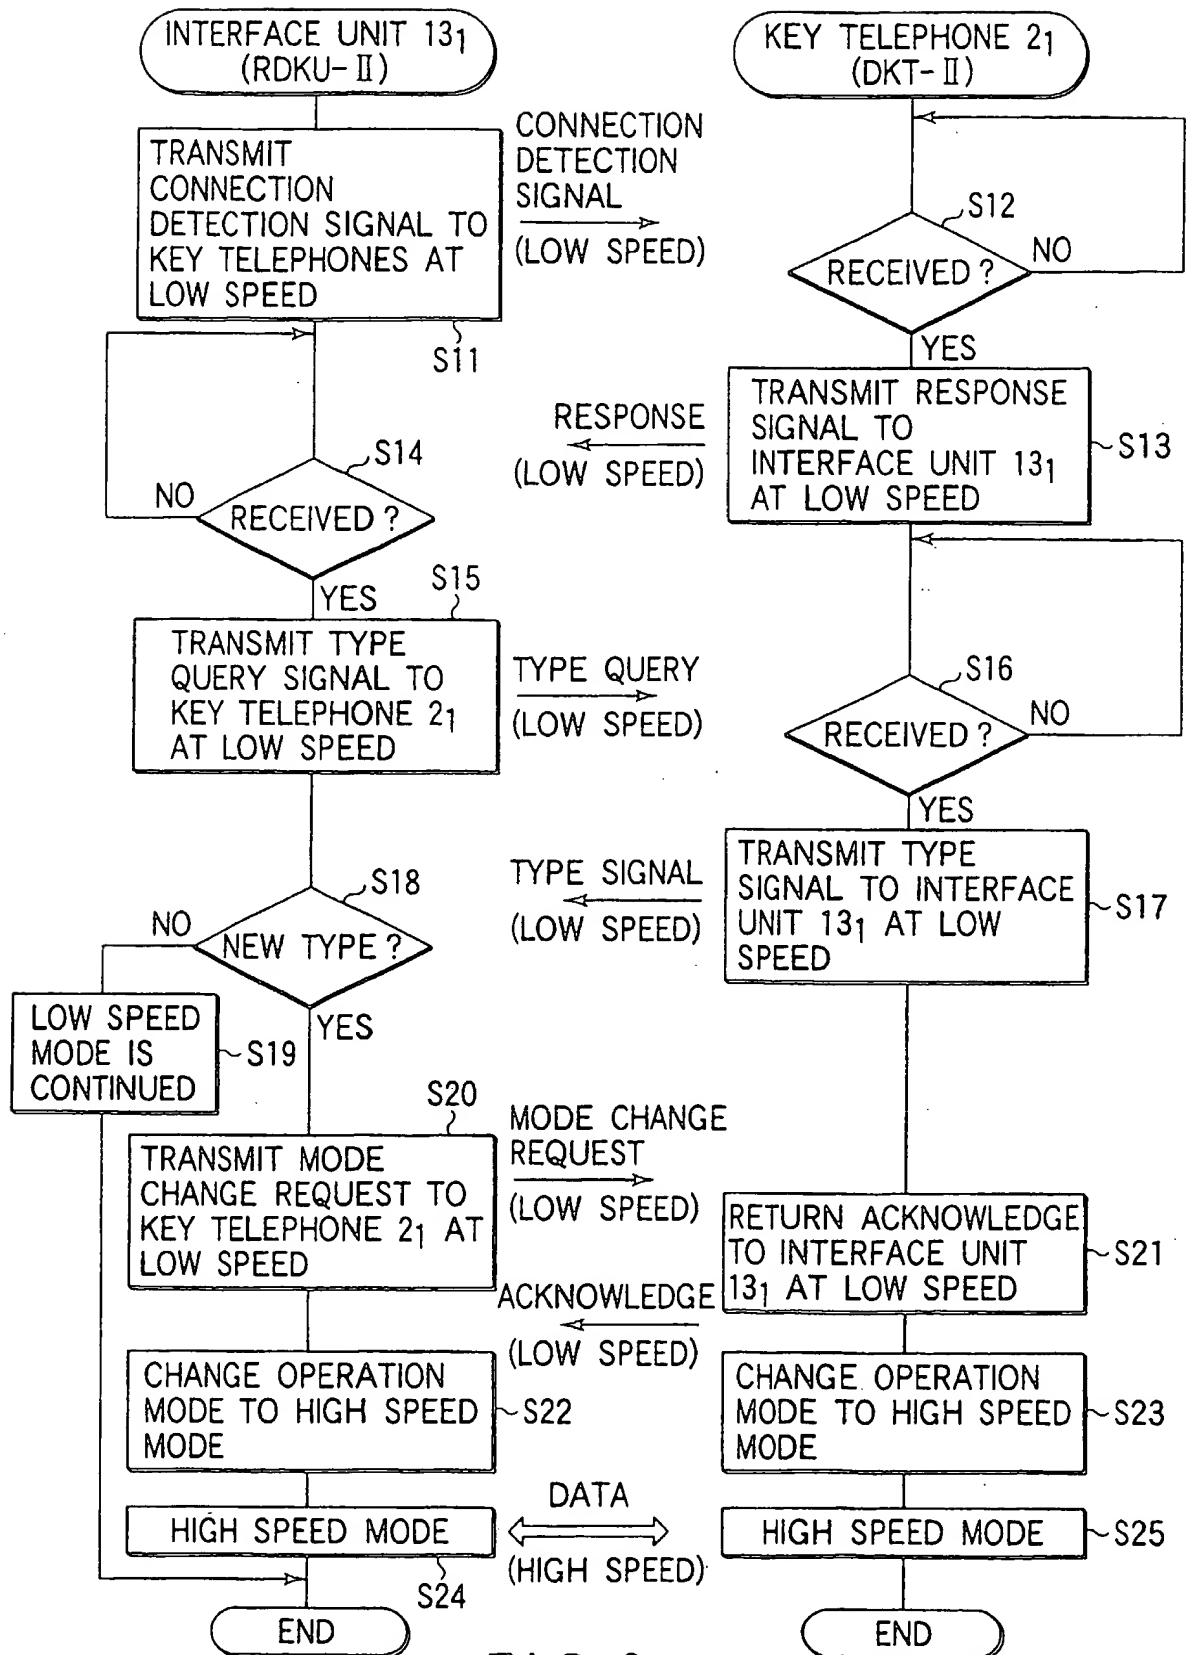 INTERFACE UNIT 13₁
(RDKU-Ⅱ)
KEY TELEPHONE 2₁
(DKT-Ⅱ)
TRANSMIT
CONNECTION
DETECTION SIGNAL TO
KEY TELEPHONES AT
LOW SPEED
S11
CONNECTION
DETECTION
SIGNAL
(LOW SPEED)
S12
RECEIVED?
NO
YES
TRANSMIT RESPONSE
SIGNAL TO
INTERFACE UNIT 13₁
AT LOW SPEED
S13
RESPONSE
(LOW SPEED)
S14
NO
RECEIVED?
YES
S15
TRANSMIT TYPE
QUERY SIGNAL TO
KEY TELEPHONE 2₁
AT LOW SPEED
TYPE QUERY
(LOW SPEED)
S16
RECEIVED?
NO
YES
TRANSMIT TYPE
SIGNAL TO INTERFACE
UNIT 13₁ AT LOW
SPEED
S17
TYPE SIGNAL
(LOW SPEED)
S18
NO
NEW TYPE?
YES
LOW SPEED
MODE IS
CONTINUED
S19
S20
TRANSMIT MODE
CHANGE REQUEST TO
KEY TELEPHONE 2₁ AT
LOW SPEED
MODE CHANGE
REQUEST
(LOW SPEED)
RETURN ACKNOWLEDGE
TO INTERFACE UNIT
13₁ AT LOW SPEED
S21
ACKNOWLEDGE
(LOW SPEED)
CHANGE OPERATION
MODE TO HIGH SPEED
MODE
S22
CHANGE OPERATION
MODE TO HIGH SPEED
MODE
S23
HIGH SPEED MODE
S24
DATA
(HIGH SPEED)
HIGH SPEED MODE
S25
END
END